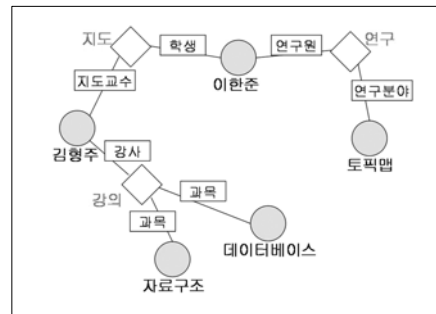 지도
학생
연구원
연구
이한준
지도교수
연구분야
김형주
강사
토픽맵
강의
과목
과목
데이터베이스
자료구조